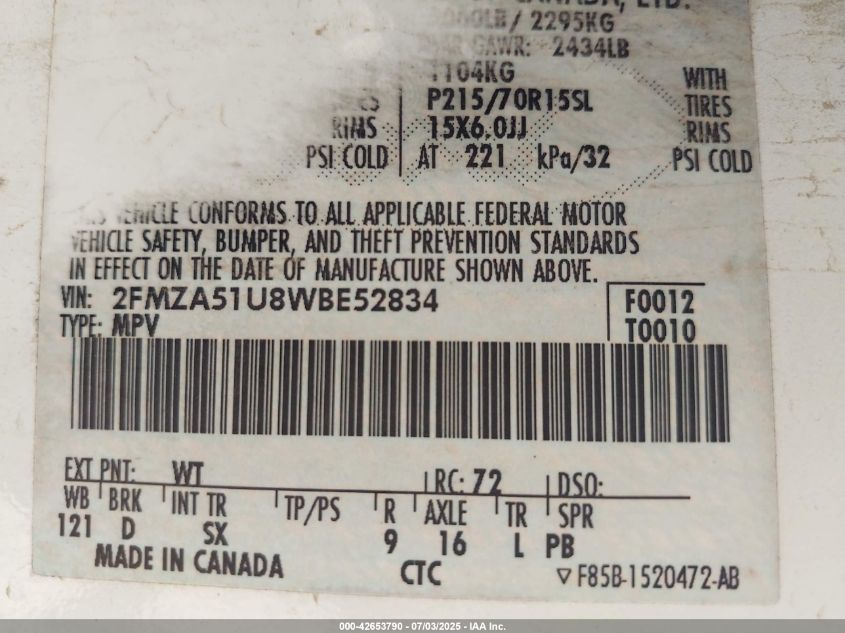 CANADA, LTD.
LB / 2295KG
GAWR: 2434LB
1104KG WITH
P215/70R15SL TIRES
RIMS 15X6.0JJ RIMS
PSI COLD AT 221 kPa/32 PSI COLD
VEHICLE CONFORMS TO ALL APPLICABLE FEDERAL MOTOR
VEHICLE SAFETY, BUMPER, AND THEFT PREVENTION STANDARDS
IN EFFECT ON THE DATE OF MANUFACTURE SHOWN ABOVE.
VIN: 2FMZA51U8WBE52834 F0012
TYPE: MPV T0010
EXT PNT: WT RC: 72 DSO:
WB BRK INT TR TP/PS R AXLE TR SPR
121 D SX 9 16 L PB
MADE IN CANADA CTC ▽F85B-1520472-AB
000-42653790 - 07/03/2025 - IAA Inc.